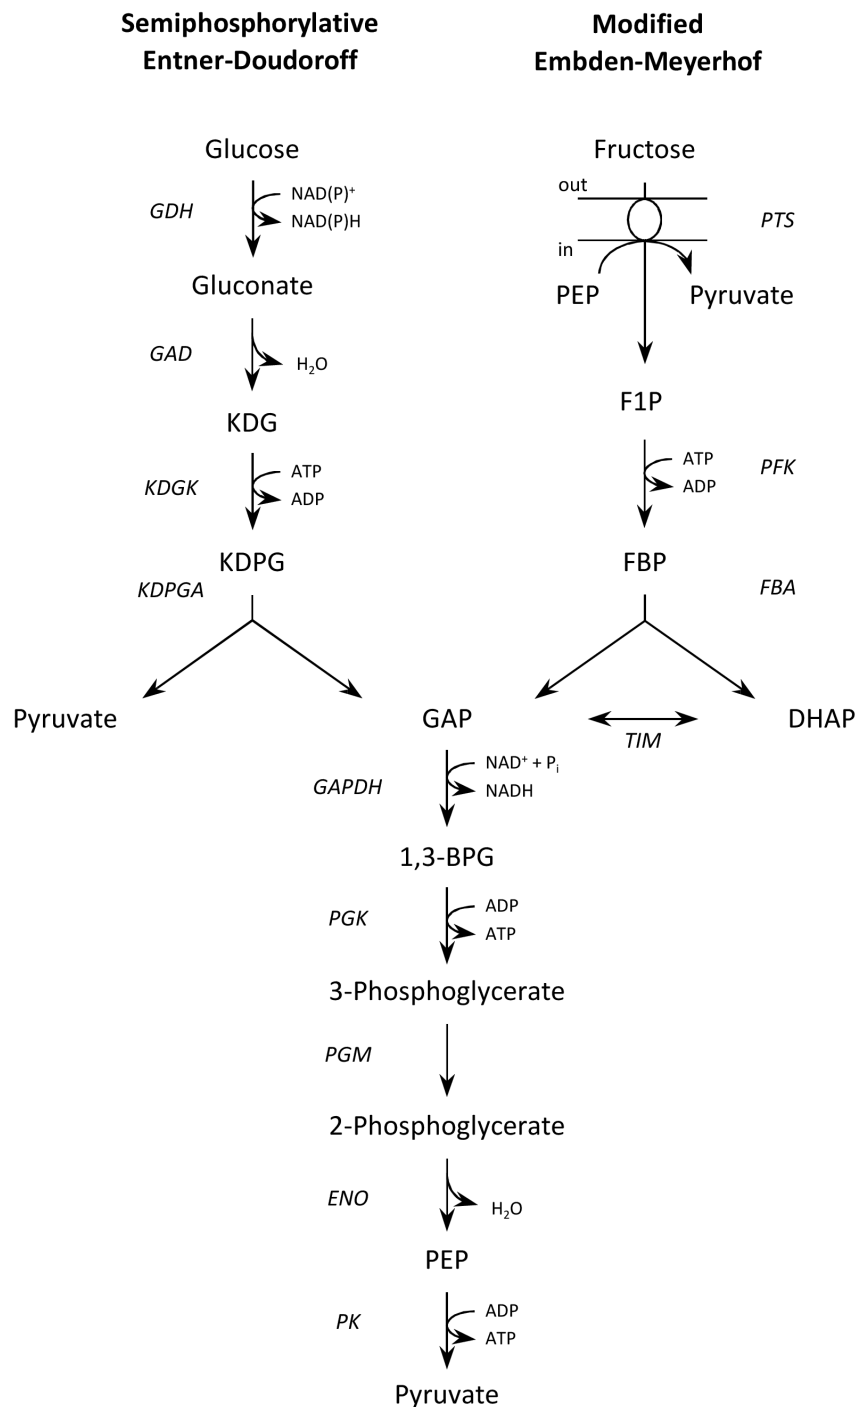 Semiphosphorylative
Entner-Doudoroff
Modified
Embden-Meyerhof
Glucose
GDH
NAD(P)⁺
NAD(P)H
Gluconate
GAD
H₂O
KDG
KDGK
ATP
ADP
KDPG
KDPGA
Pyruvate
Fructose
out
in
PTS
PEP
Pyruvate
F1P
ATP
ADP
PFK
FBP
FBA
GAP
TIM
DHAP
GAPDH
NAD⁺ + Pᵢ
NADH
1,3-BPG
PGK
ADP
ATP
3-Phosphoglycerate
PGM
2-Phosphoglycerate
ENO
H₂O
PEP
PK
ADP
ATP
Pyruvate